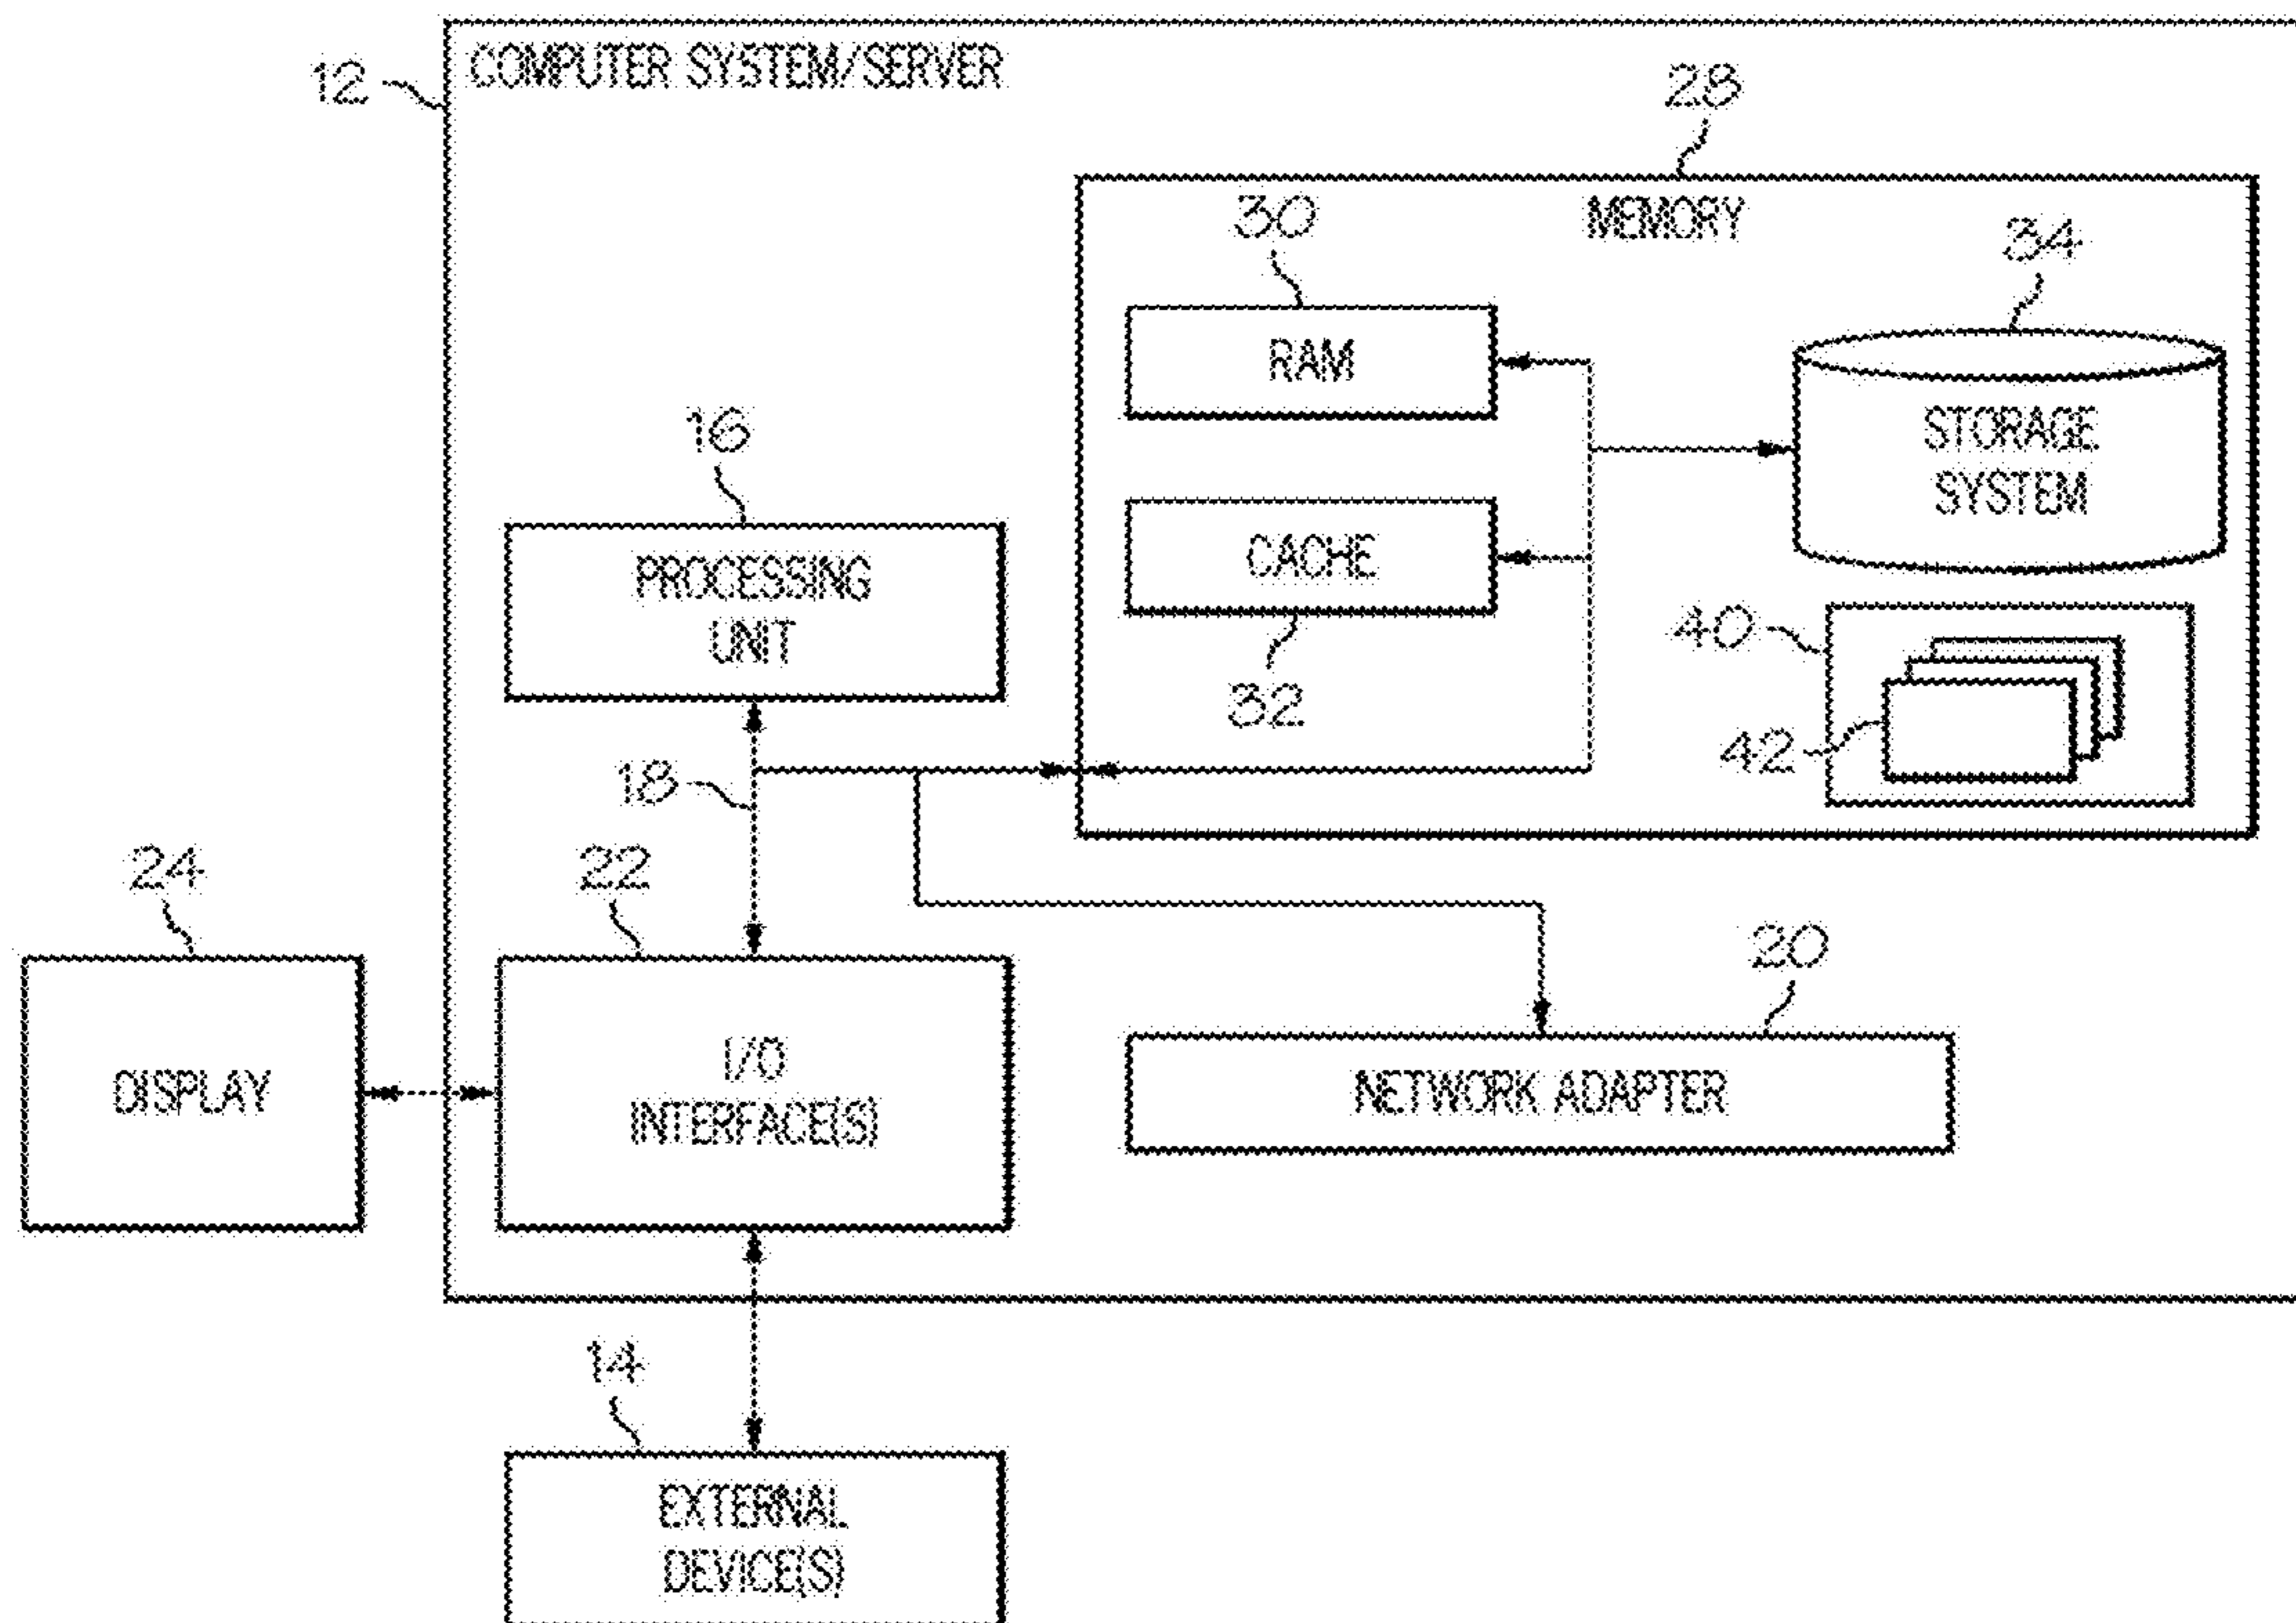 12
COMPUTER SYSTEM/SERVER
28
MEMORY
30
34
RAM
STORAGE
SYSTEM
16
PROCESSING
UNIT
CACHE
32
40
42
18
24
22
20
DISPLAY
I/O
INTERFACE(S)
NETWORK ADAPTER
14
EXTERNAL
DEVICE(S)